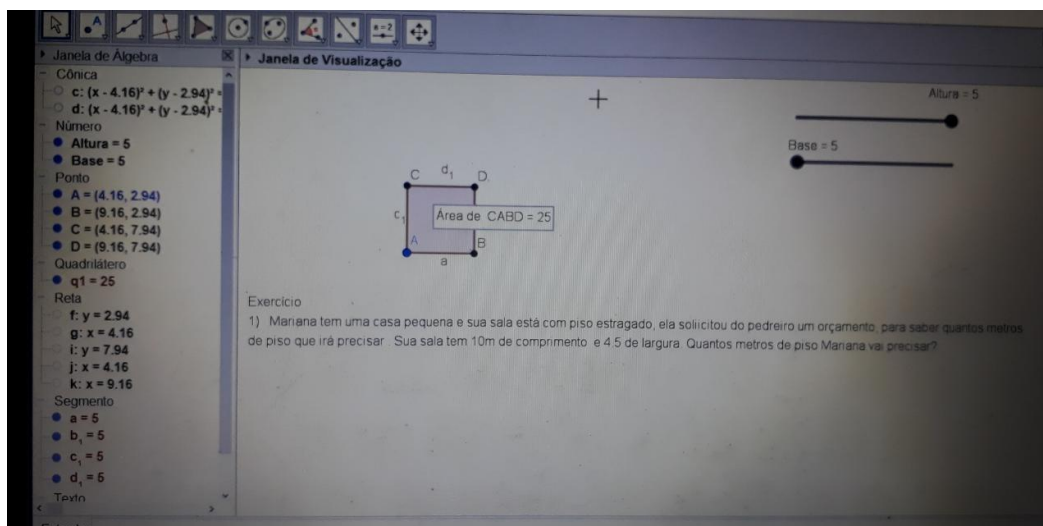 Janela de Álgebra
Janela de Visualização
Cônica
c: (x - 4.16)² + (y - 2.94)² =
d: (x - 4.16)² + (y - 2.94)² =
Número
Altura = 5
Base = 5
Ponto
A = (4.16, 2.94)
B = (9.16, 2.94)
C = (4.16, 7.94)
D = (9.16, 7.94)
Quadrilátero
q1 = 25
Reta
f: y = 2.94
g: x = 4.16
i: y = 7.94
j: x = 4.16
k: x = 9.16
Segmento
a = 5
b₁ = 5
c₁ = 5
d₁ = 5
Texto
a=2
A
Altura = 5
Base = 5
C d₁ D
c₁ Área de CABD = 25
A B
a
Exercício
1) Mariana tem uma casa pequena e sua sala está com piso estragado, ela soliicitou do pedreiro um orçamento, para saber quantos metros
de piso que irá precisar . Sua sala tem 10m de comprimento e 4.5 de largura. Quantos metros de piso Mariana vai precisar?